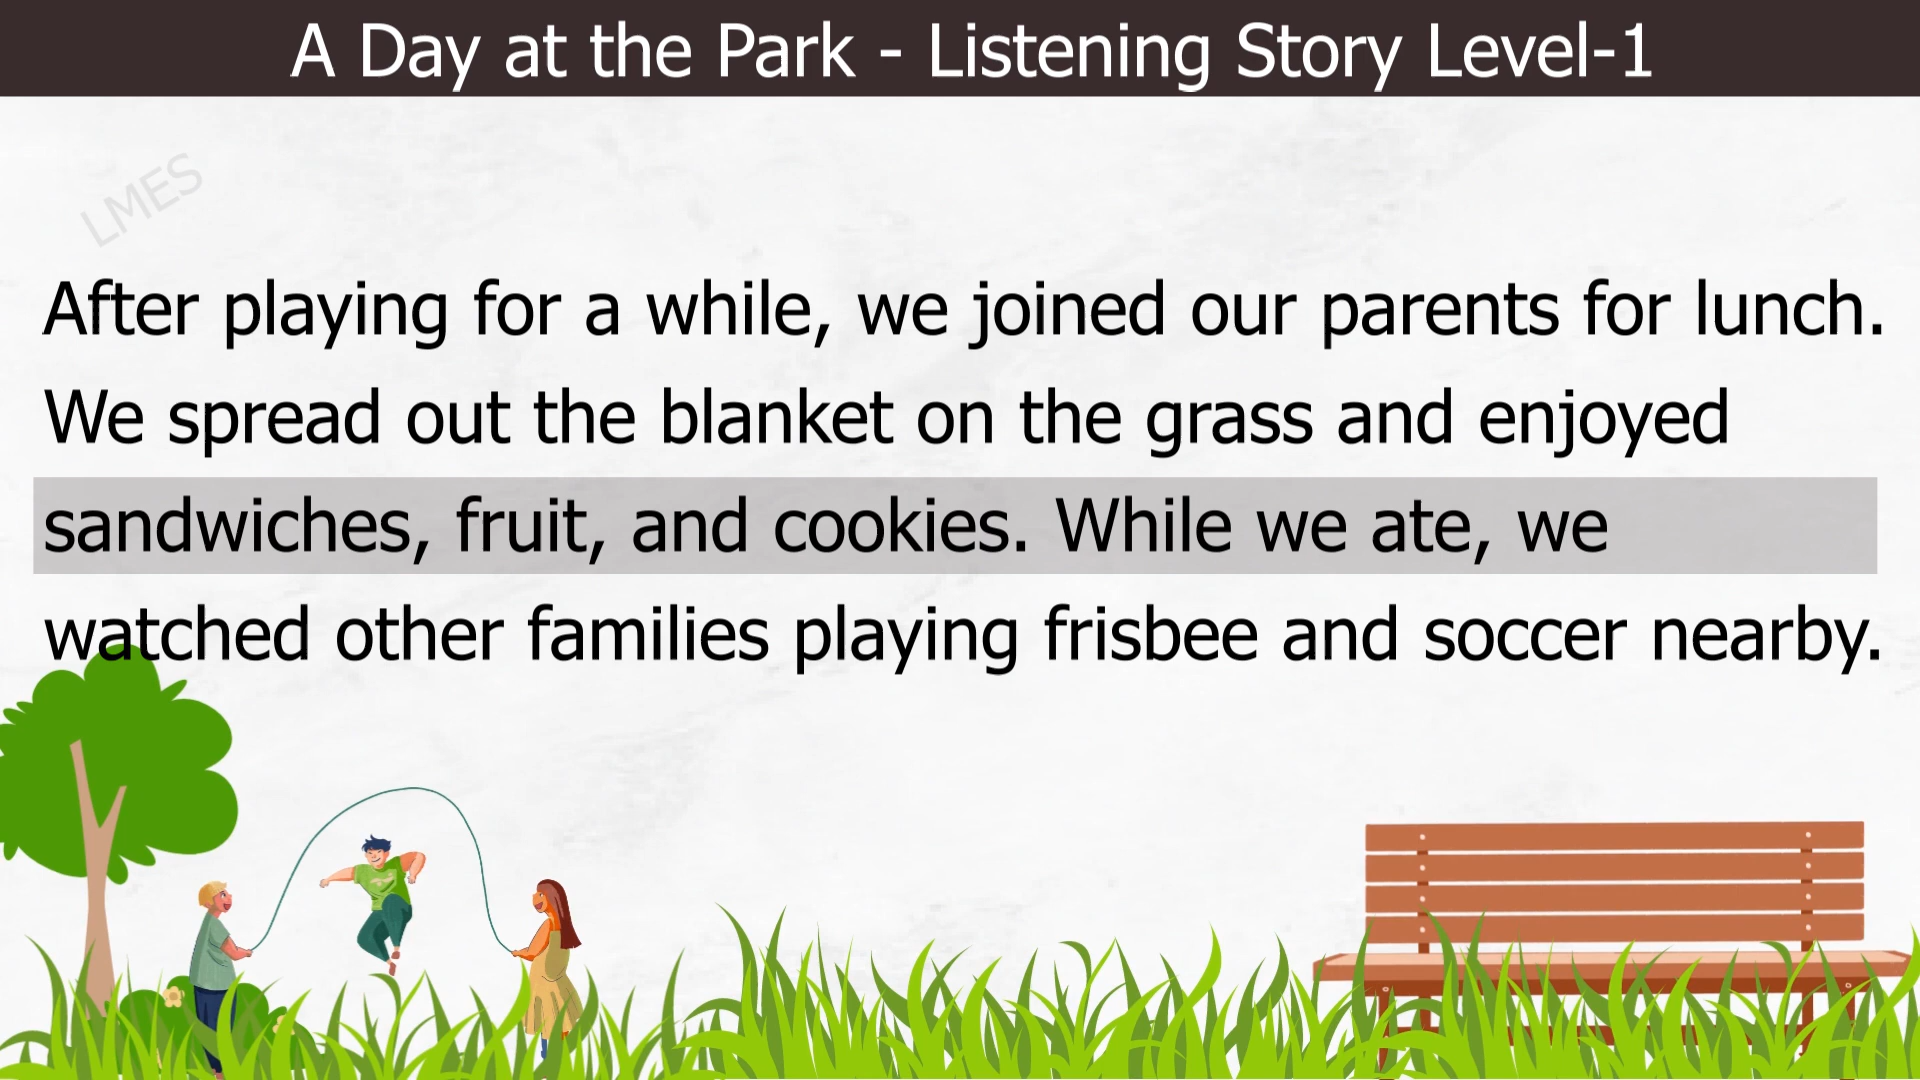 A Day at the Park - Listening Story Level-1
LMES
After playing for a while, we joined our parents for lunch.
We spread out the blanket on the grass and enjoyed
sandwiches, fruit, and cookies. While we ate, we
watched other families playing frisbee and soccer nearby.